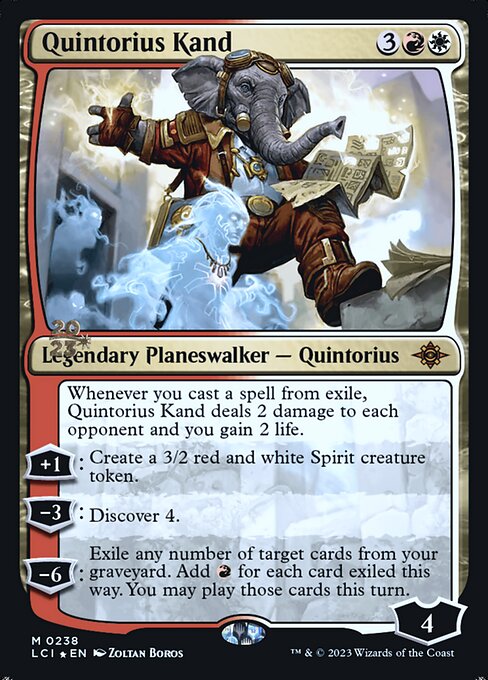 Quintorius Kand 3
2023
Legendary Planeswalker — Quintorius
Whenever you cast a spell from exile,
Quintorius Kand deals 2 damage to each
opponent and you gain 2 life.
+1 : Create a 3/2 red and white Spirit creature
token.
−3 : Discover 4.
Exile any number of target cards from your
−6 : graveyard. Add for each card exiled this
way. You may play those cards this turn.
4
M 0238
LCI ★ EN Zoltan Boros
™ & © 2023 Wizards of the Coast